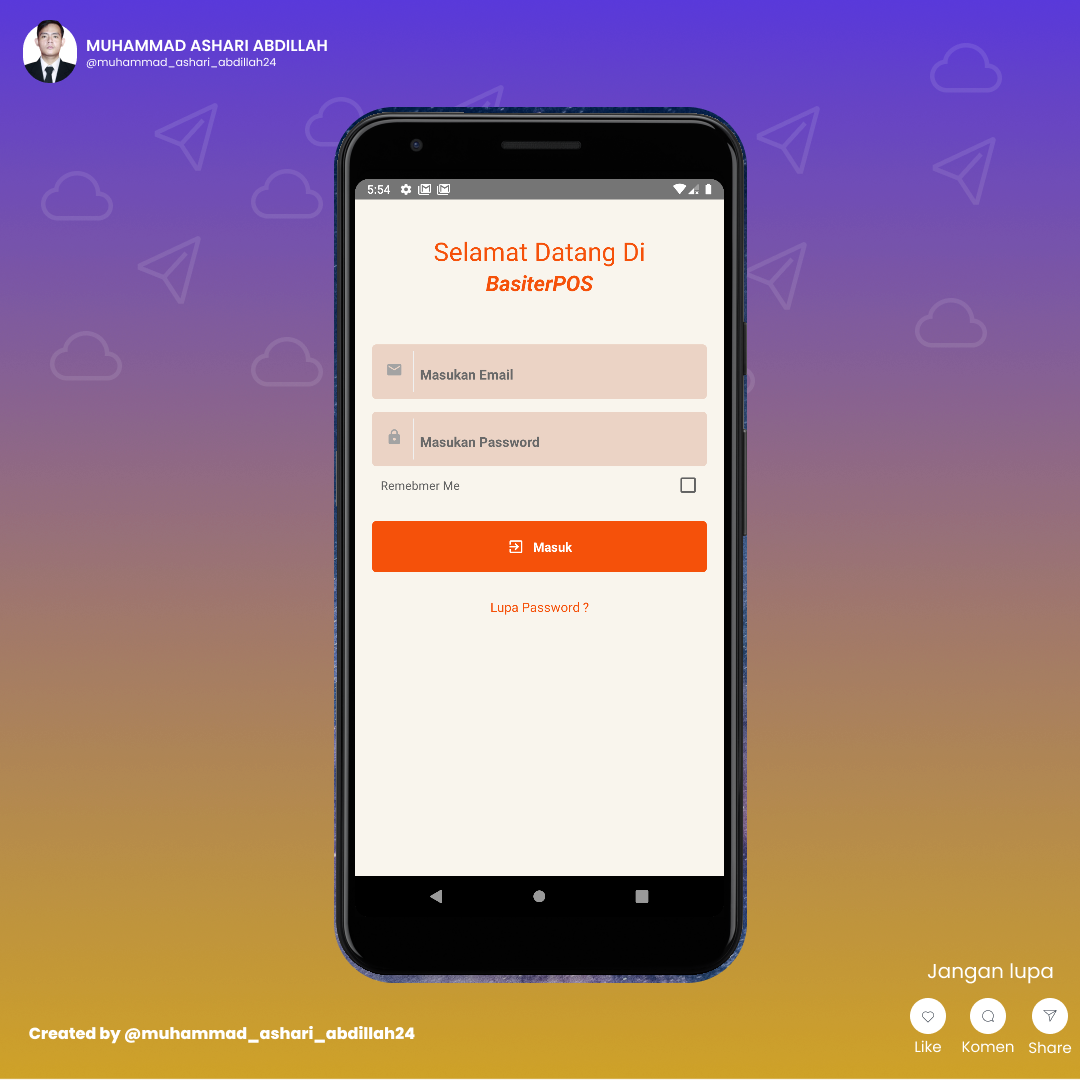 MUHAMMAD ASHARI ABDILLAH
@muhammad_ashari_abdillah24
5:54
Selamat Datang Di
BasiterPOS
Masukan Email
Masukan Password
Remebmer Me
Masuk
Lupa Password ?
Jangan lupa
Like Komen Share
Created by @muhammad_ashari_abdillah24